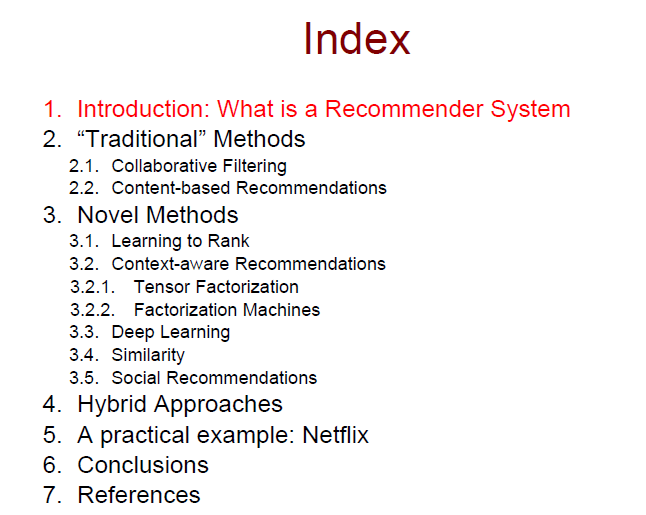 Index
1. Introduction: What is a Recommender System
2. “Traditional” Methods
2.1. Collaborative Filtering
2.2. Content-based Recommendations
3. Novel Methods
3.1. Learning to Rank
3.2. Context-aware Recommendations
3.2.1. Tensor Factorization
3.2.2. Factorization Machines
3.3. Deep Learning
3.4. Similarity
3.5. Social Recommendations
4. Hybrid Approaches
5. A practical example: Netflix
6. Conclusions
7. References